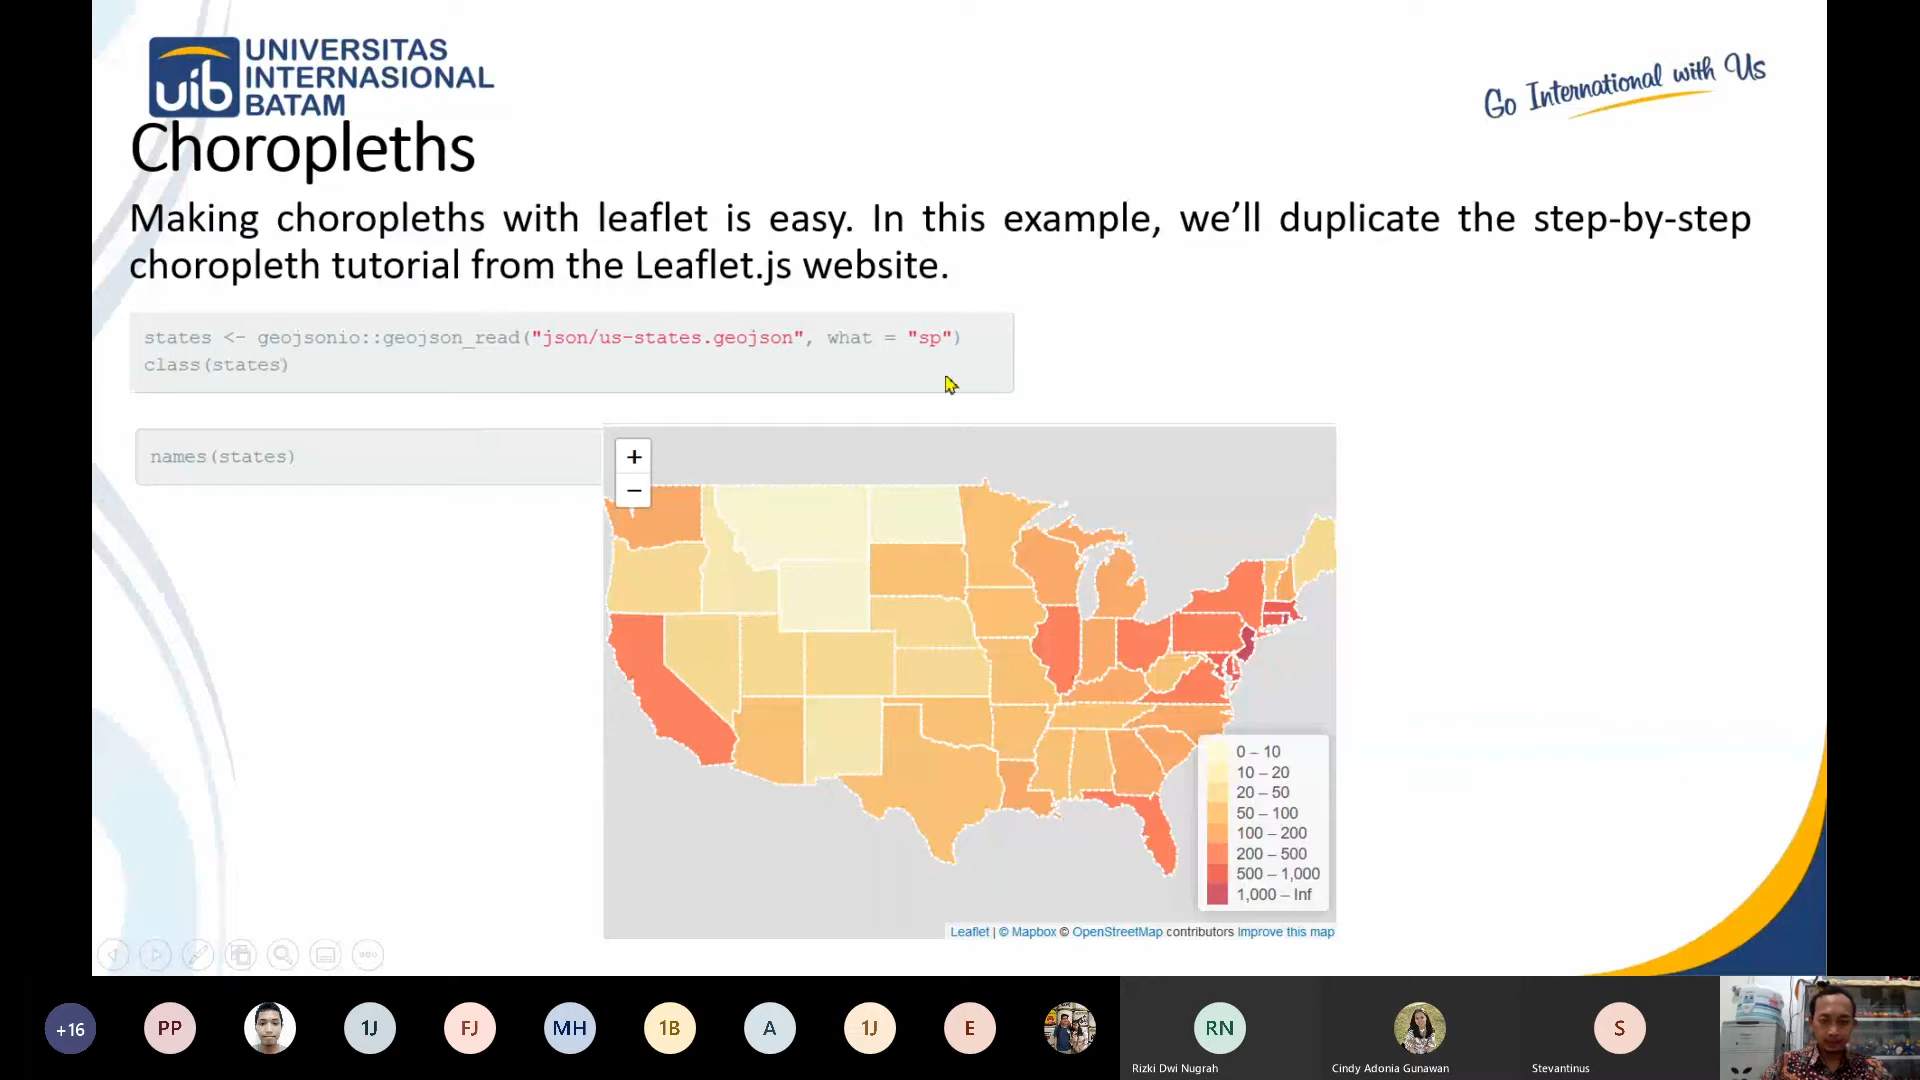 uib
UNIVERSITAS
INTERNASIONAL
BATAM
Go International with Us
Choropleths
Making choropleths with leaflet is easy. In this example, we’ll duplicate the step-by-step
choropleth tutorial from the Leaflet.js website.
states <- geojsonio::geojson_read("json/us-states.geojson", what = "sp")
class(states)
names(states)
+
−
0 – 10
10 – 20
20 – 50
50 – 100
100 – 200
200 – 500
500 – 1,000
1,000 – Inf
Leaflet | © Mapbox © OpenStreetMap contributors Improve this map
+16
PP
1J
FJ
MH
1B
A
1J
E
RN
S
Rizki Dwi Nugrah
Cindy Adonia Gunawan
Stevantinus